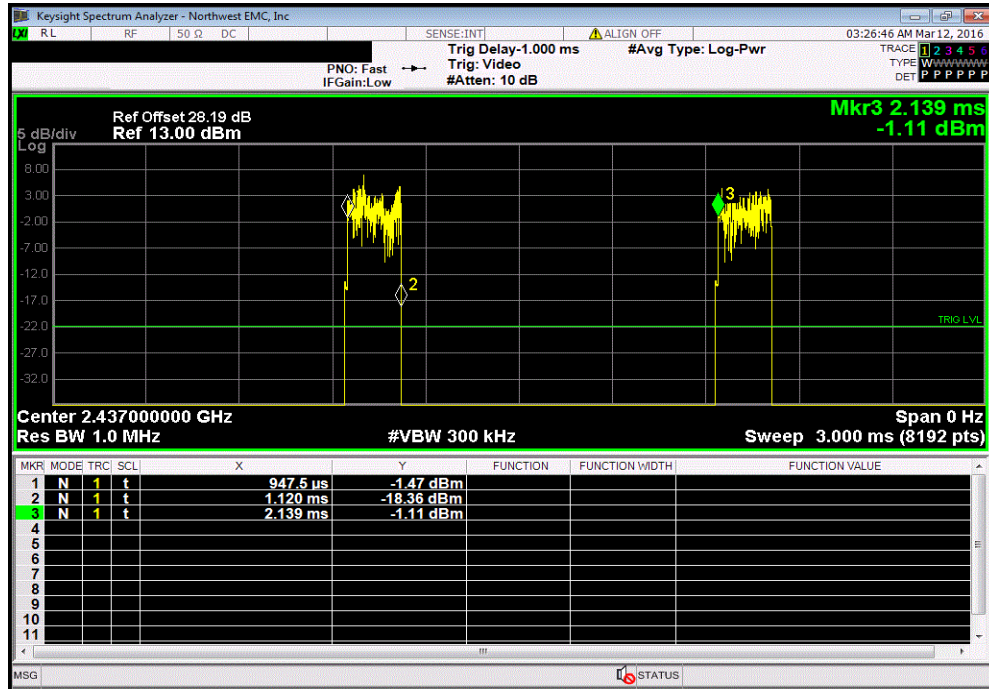 Keysight Spectrum Analyzer - Northwest EMC, Inc
LXI RL RF 50 Ω DC SENSE:INT ALIGN OFF 03:26:46 AM Mar 12, 2016
Trig Delay-1.000 ms #Avg Type: Log-Pwr TRACE 1 2 3 4 5 6
PNO: Fast Trig: Video TYPE WWWWWW
IFGain:Low #Atten: 10 dB DET P P P P P P
Mkr3 2.139 ms
-1.11 dBm
Ref Offset 28.19 dB
5 dB/div Ref 13.00 dBm
Log
8.00
3.00
-2.00
-7.00
-12.0
-17.0
-22.0
-27.0
-32.0
3
2
TRIG LVL
Center 2.437000000 GHz Span 0 Hz
Res BW 1.0 MHz #VBW 300 kHz Sweep 3.000 ms (8192 pts)
MKR MODE TRC SCL X Y FUNCTION FUNCTION WIDTH FUNCTION VALUE
1 N 1 t 947.5 µs -1.47 dBm
2 N 1 t 1.120 ms -18.36 dBm
3 N 1 t 2.139 ms -1.11 dBm
4
5
6
7
8
9
10
11
MSG STATUS